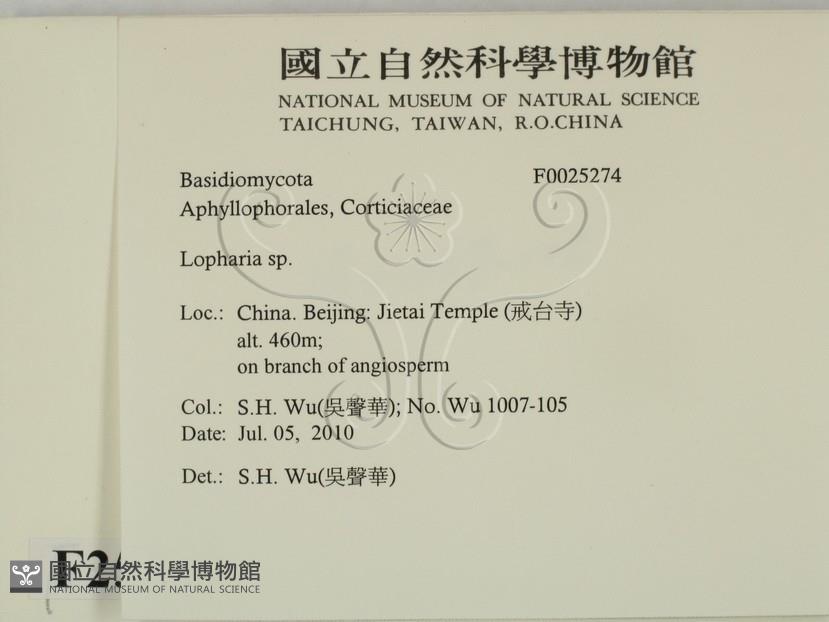 國立自然科學博物館
NATIONAL MUSEUM OF NATURAL SCIENCE
TAICHUNG, TAIWAN, R.O.CHINA
Basidiomycota F0025274
Aphyllophorales, Corticiaceae
Lopharia sp.
Loc.: China. Beijing: Jietai Temple (戒台寺)
alt. 460m;
on branch of angiosperm
Col.: S.H. Wu(吳聲華); No. Wu 1007-105
Date: Jul. 05, 2010
Det.: S.H. Wu(吳聲華)
F25
國立自然科學博物館
NATIONAL MUSEUM OF NATURAL SCIENCE